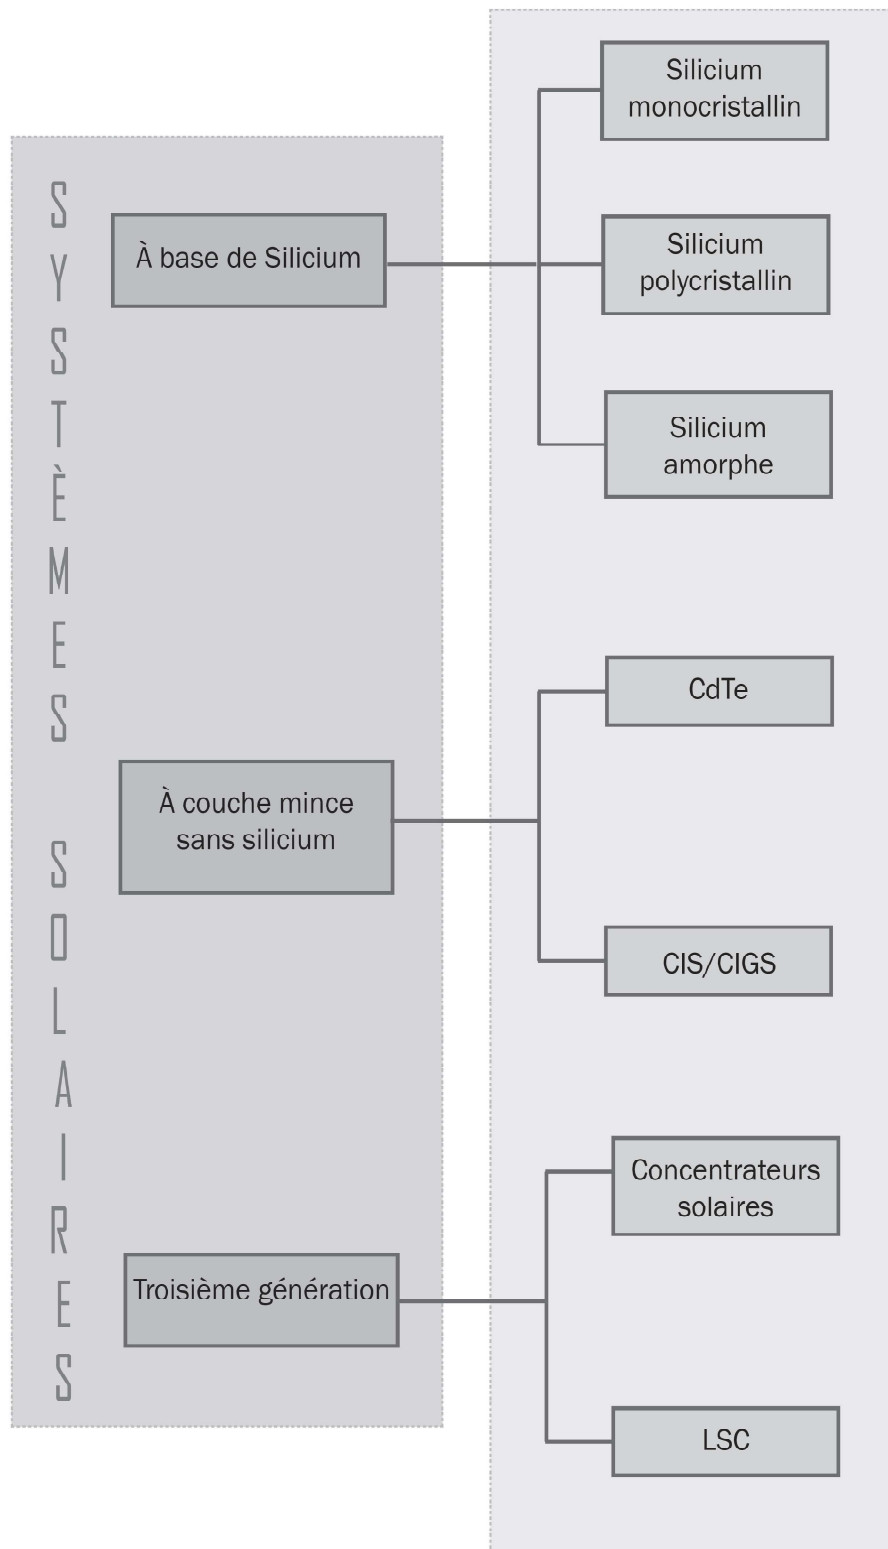 SYSTÈMES SOLAIRES
À base de Silicium
Silicium
monocristallin
Silicium
polycristallin
Silicium
amorphe
À couche mince
sans silicium
CdTe
CIS/CIGS
Troisième génération
Concentrateurs
solaires
LSC